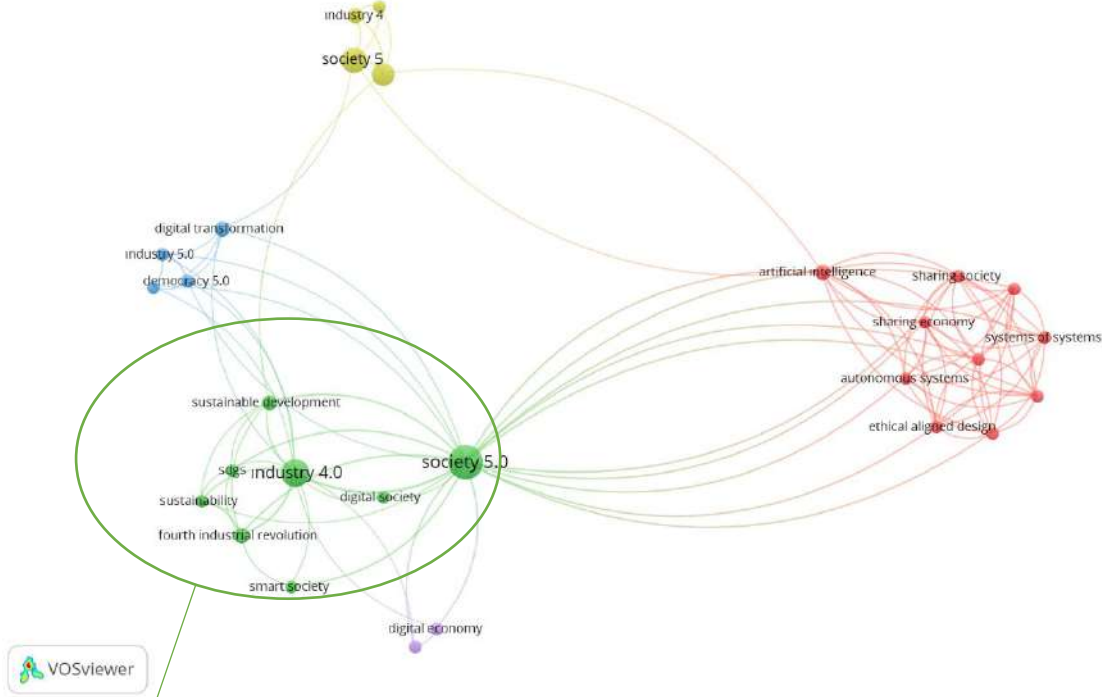 industry 4
society 5
digital transformation
industry 5.0
democracy 5.0
artificial intelligence
sharing society
sharing economy
systems of systems
autonomous systems
ethical aligned design
sustainable development
society 5.0
sdgs
industry 4.0
sustainability
digital society
fourth industrial revolution
smart society
digital economy
VOSviewer